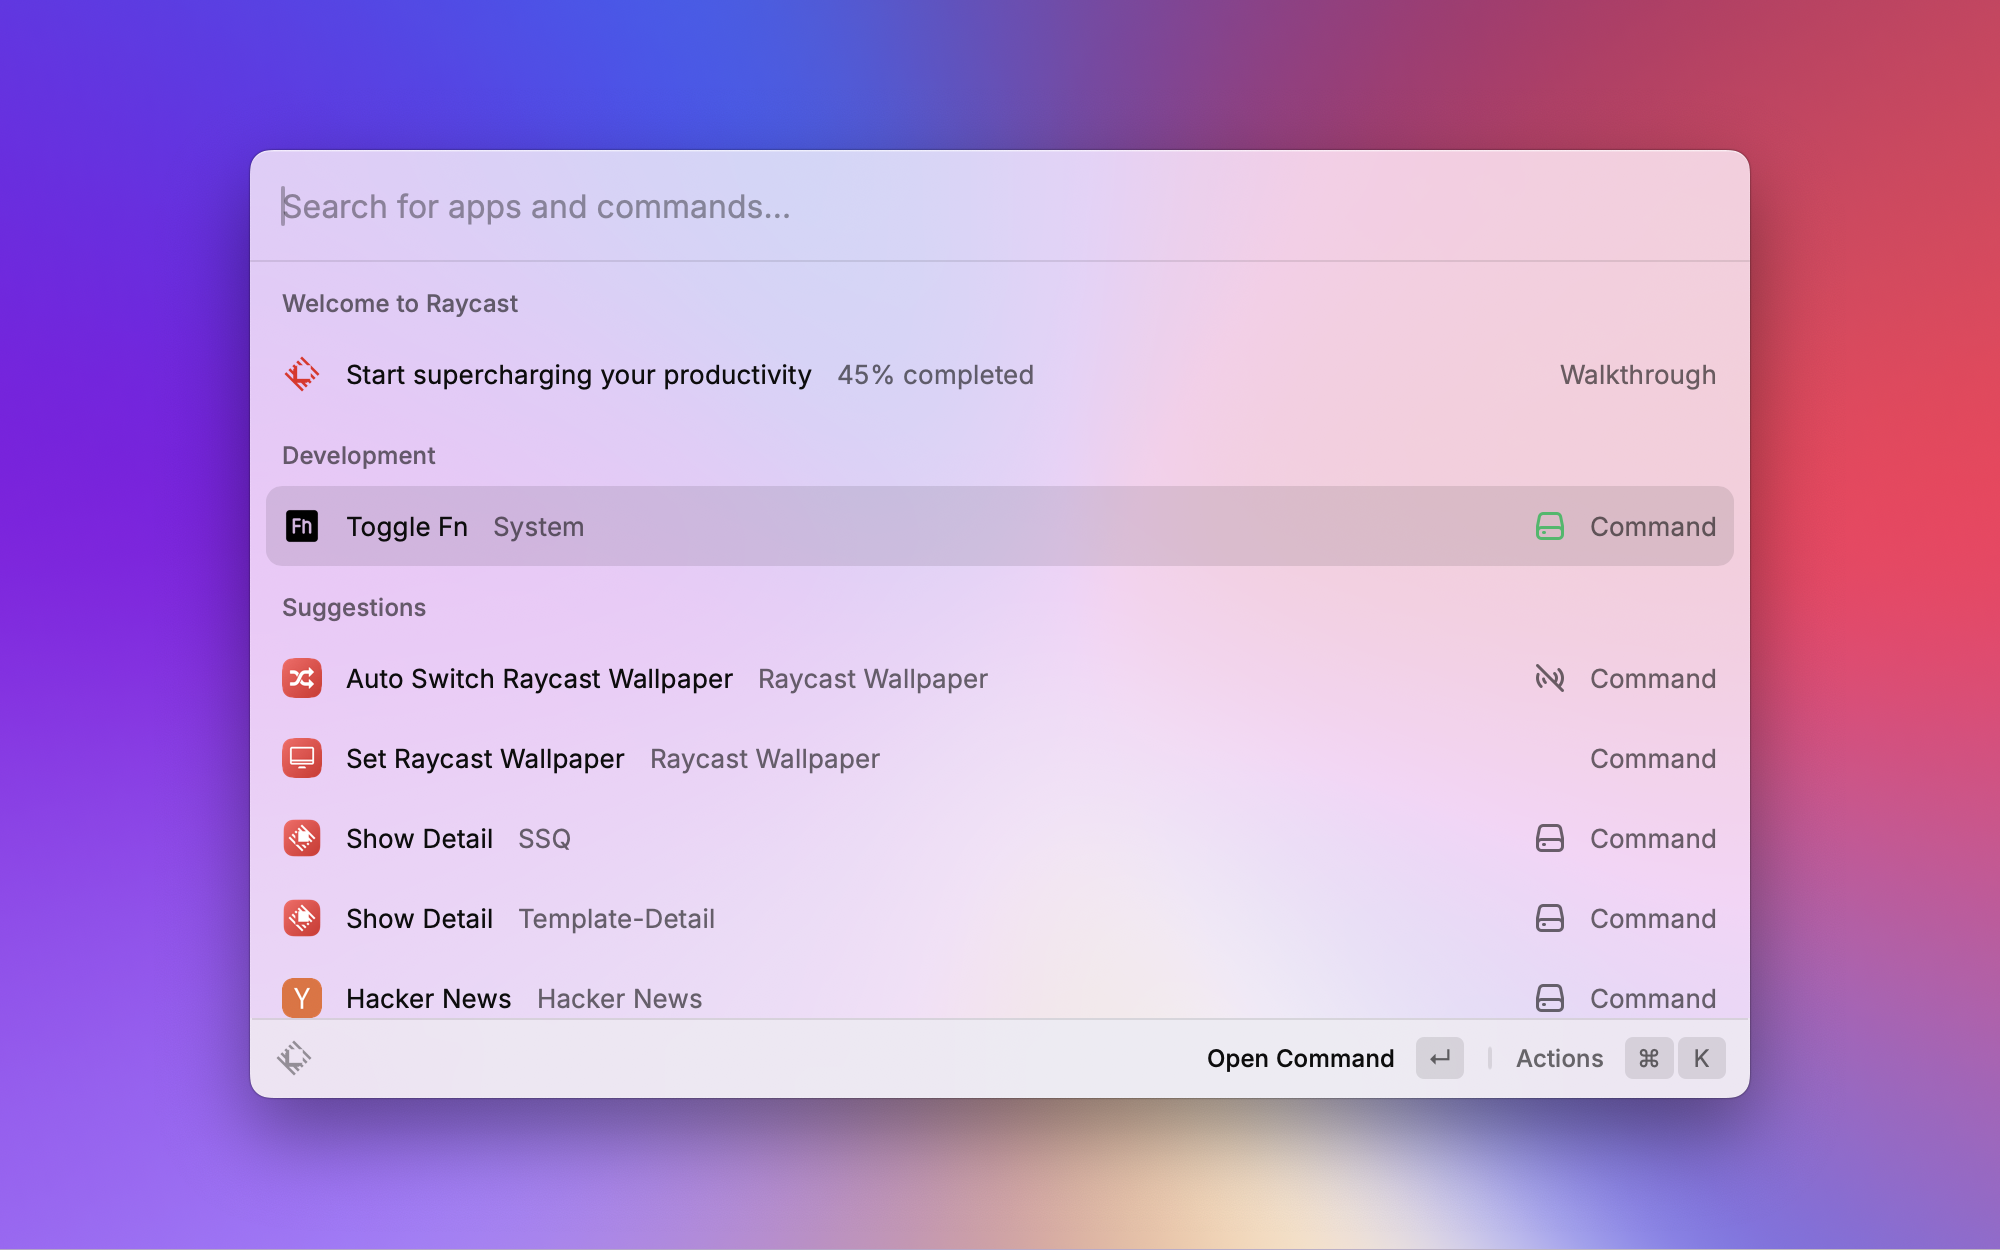 Search for apps and commands...
Welcome to Raycast
Start supercharging your productivity 45% completed Walkthrough
Development
Fn Toggle Fn System Command
Suggestions
Auto Switch Raycast Wallpaper Raycast Wallpaper Command
Set Raycast Wallpaper Raycast Wallpaper Command
Show Detail SSQ Command
Show Detail Template-Detail Command
Y Hacker News Hacker News Command
Open Command ↵ Actions ⌘ K